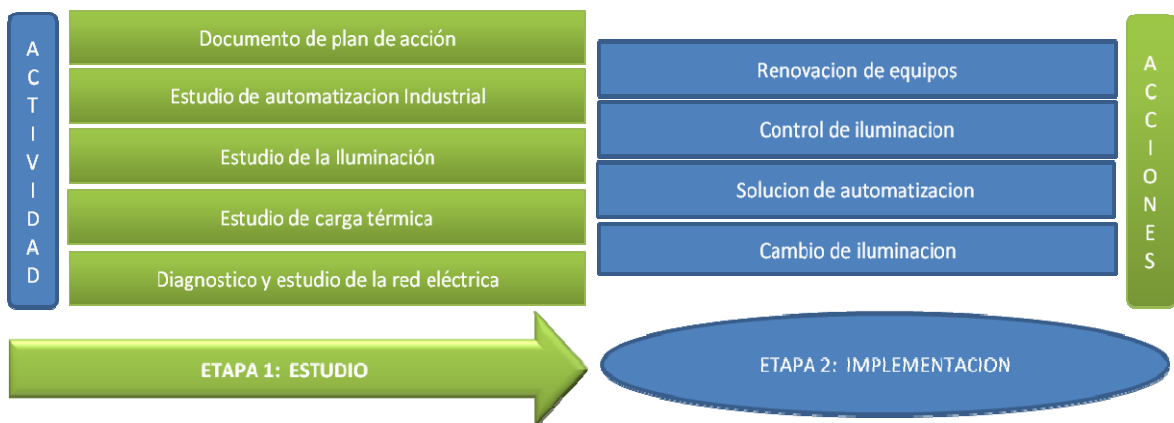 ACTIVIDAD
Documento de plan de acción
Estudio de automatizacion Industrial
Estudio de la Iluminación
Estudio de carga térmica
Diagnostico y estudio de la red eléctrica
Renovacion de equipos
Control de iluminacion
Solucion de automatizacion
Cambio de iluminacion
ACCIONES
ETAPA 1: ESTUDIO
ETAPA 2: IMPLEMENTACION